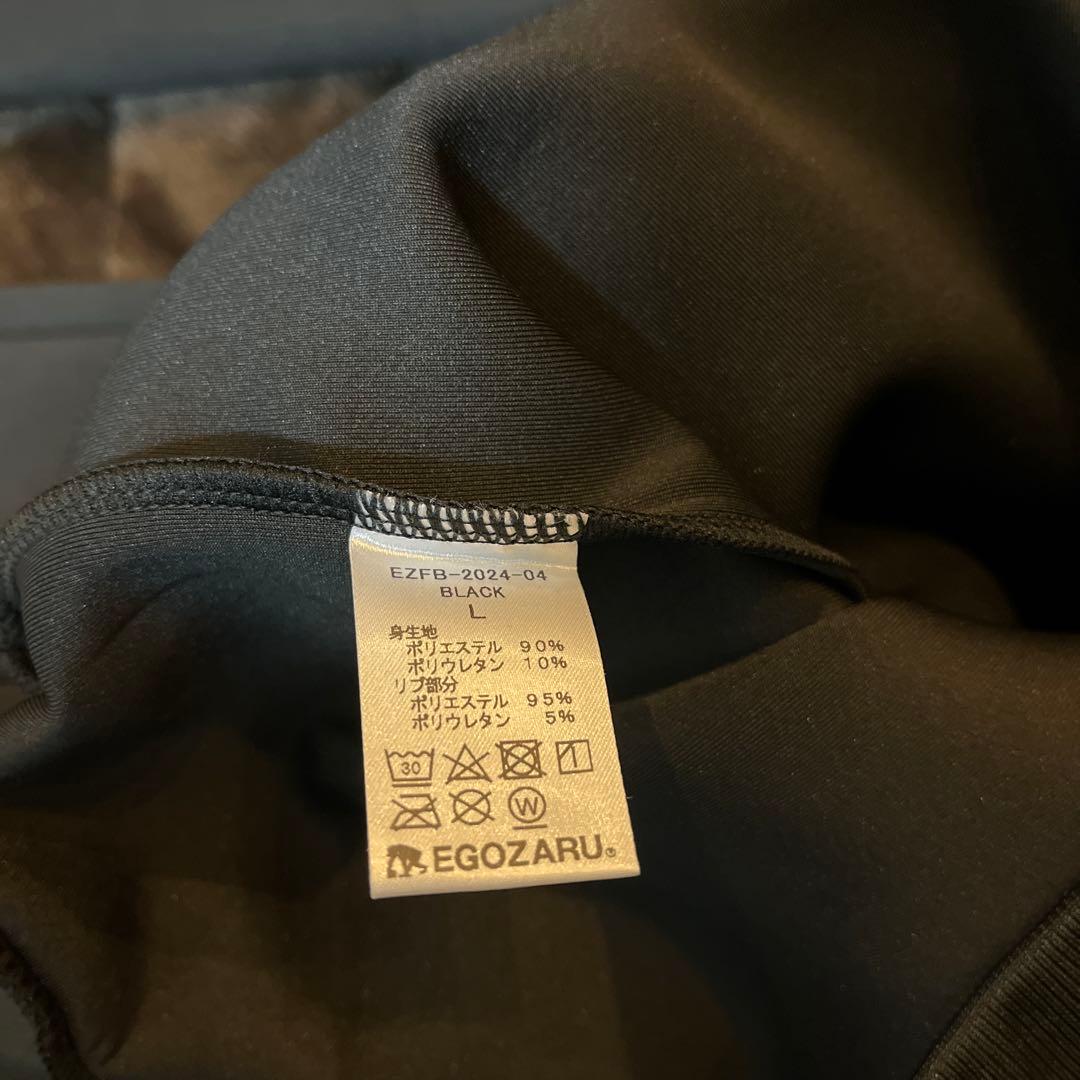 EZFB-2024-04
BLACK
L
身生地
ポリエステル 90%
ポリウレタン 10%
リブ部分
ポリエステル 95%
ポリウレタン 5%
30
W
EGOZARU®